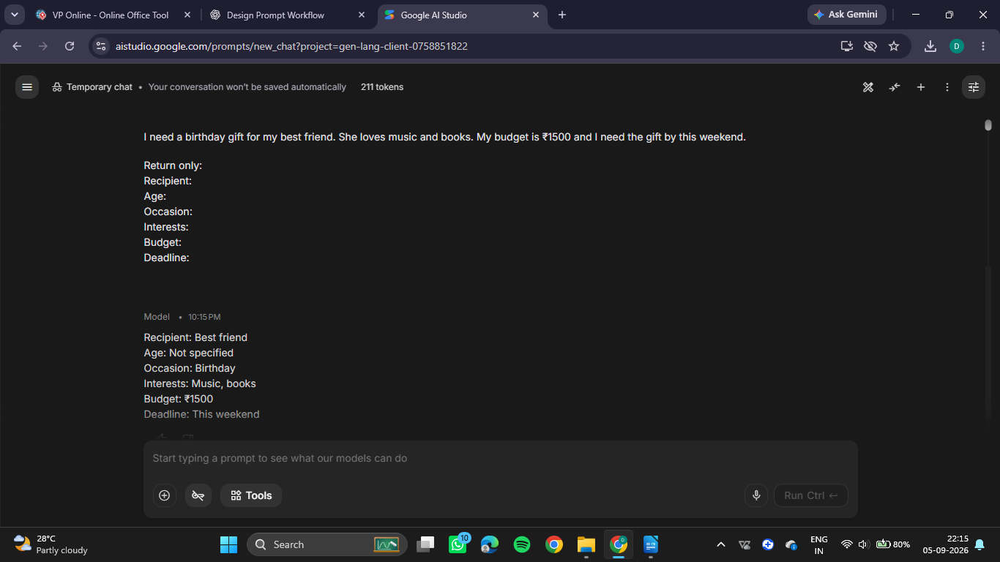 VP Online - Online Office Tool
Design Prompt Workflow
Google AI Studio
Ask Gemini
aistudio.google.com/prompts/new_chat?project=gen-lang-client-0758851822
D
Temporary chat • Your conversation won't be saved automatically 211 tokens
I need a birthday gift for my best friend. She loves music and books. My budget is ₹1500 and I need the gift by this weekend.
Return only:
Recipient:
Age:
Occasion:
Interests:
Budget:
Deadline:
Model • 10:15 PM
Recipient: Best friend
Age: Not specified
Occasion: Birthday
Interests: Music, books
Budget: ₹1500
Deadline: This weekend
Start typing a prompt to see what our models can do
Tools
Run Ctrl ↵
28°C
Partly cloudy
Search
10
D
ENG
IN
80%
22:15
05-09-2026